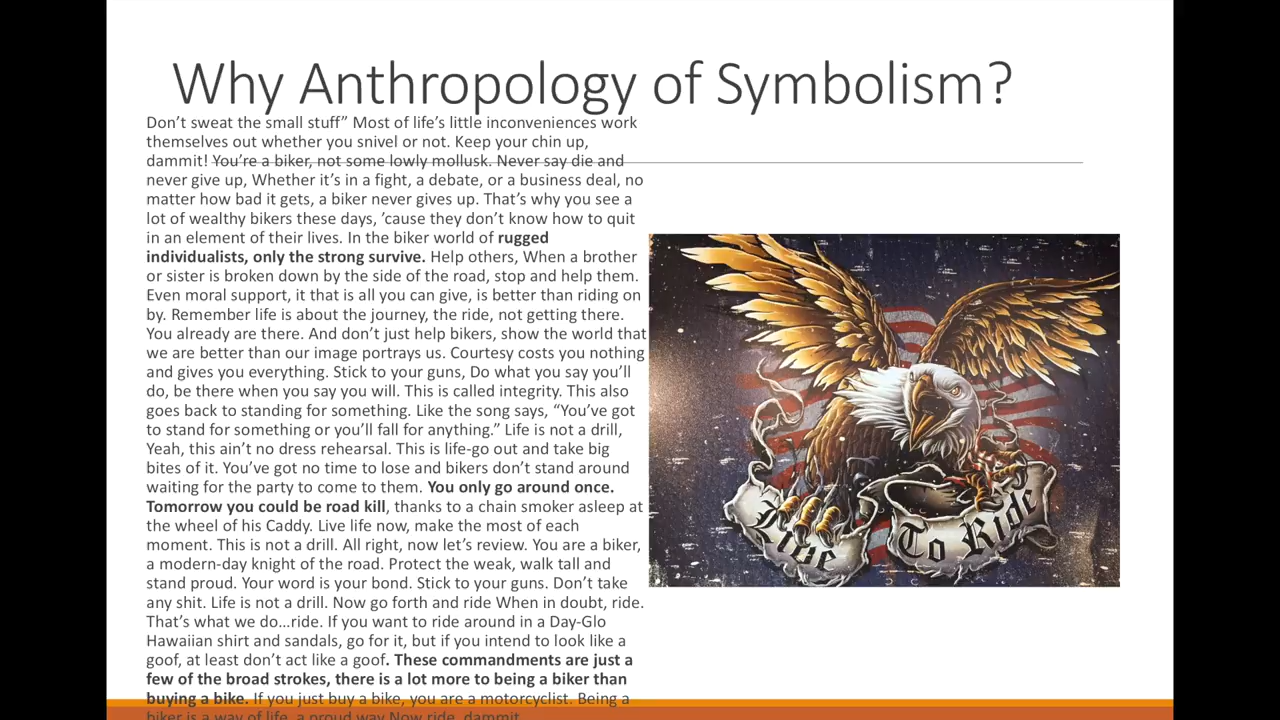 Why Anthropology of Symbolism?
Don’t sweat the small stuff” Most of life’s little inconveniences work
themselves out whether you snivel or not. Keep your chin up,
dammit! You’re a biker, not some lowly mollusk. Never say die and
never give up, Whether it’s in a fight, a debate, or a business deal, no
matter how bad it gets, a biker never gives up. That’s why you see a
lot of wealthy bikers these days, ’cause they don’t know how to quit
in an element of their lives. In the biker world of rugged
individualists, only the strong survive. Help others, When a brother
or sister is broken down by the side of the road, stop and help them.
Even moral support, it that is all you can give, is better than riding on
by. Remember life is about the journey, the ride, not getting there.
You already are there. And don’t just help bikers, show the world that
we are better than our image portrays us. Courtesy costs you nothing
and gives you everything. Stick to your guns, Do what you say you’ll
do, be there when you say you will. This is called integrity. This also
goes back to standing for something. Like the song says, “You’ve got
to stand for something or you’ll fall for anything.” Life is not a drill,
Yeah, this ain’t no dress rehearsal. This is life-go out and take big
bites of it. You’ve got no time to lose and bikers don’t stand around
waiting for the party to come to them. You only go around once.
Tomorrow you could be road kill, thanks to a chain smoker asleep at
the wheel of his Caddy. Live life now, make the most of each
moment. This is not a drill. All right, now let’s review. You are a biker,
a modern-day knight of the road. Protect the weak, walk tall and
stand proud. Your word is your bond. Stick to your guns. Don’t take
any shit. Life is not a drill. Now go forth and ride When in doubt, ride.
That’s what we do…ride. If you want to ride around in a Day-Glo
Hawaiian shirt and sandals, go for it, but if you intend to look like a
goof, at least don’t act like a goof. These commandments are just a
few of the broad strokes, there is a lot more to being a biker than
buying a bike. If you just buy a bike, you are a motorcyclist. Being a
biker is a way of life, a proud way Now ride, dammit
Live To Ride